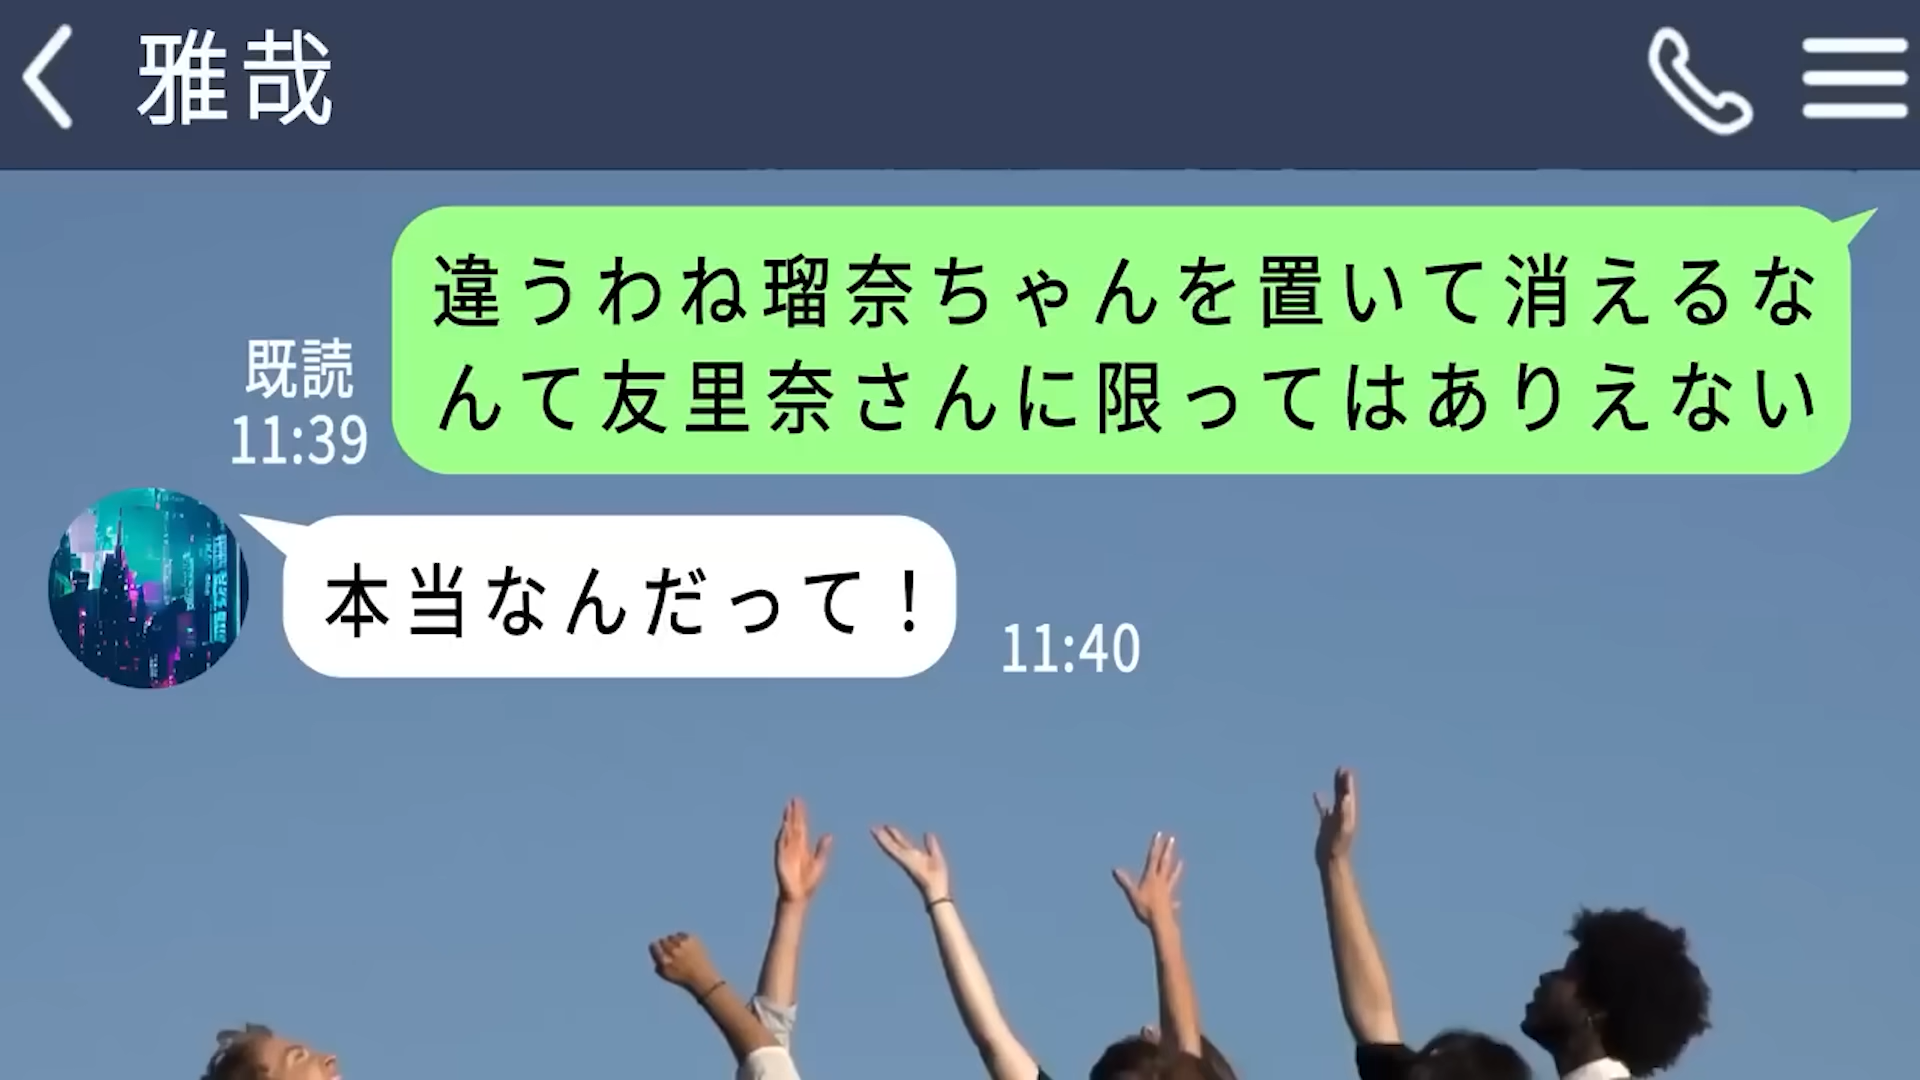 雅哉
違うわね瑠奈ちゃんを置いて消えるな
んて友里奈さんに限ってはありえない
既読
11:39
本当なんだって！
11:40